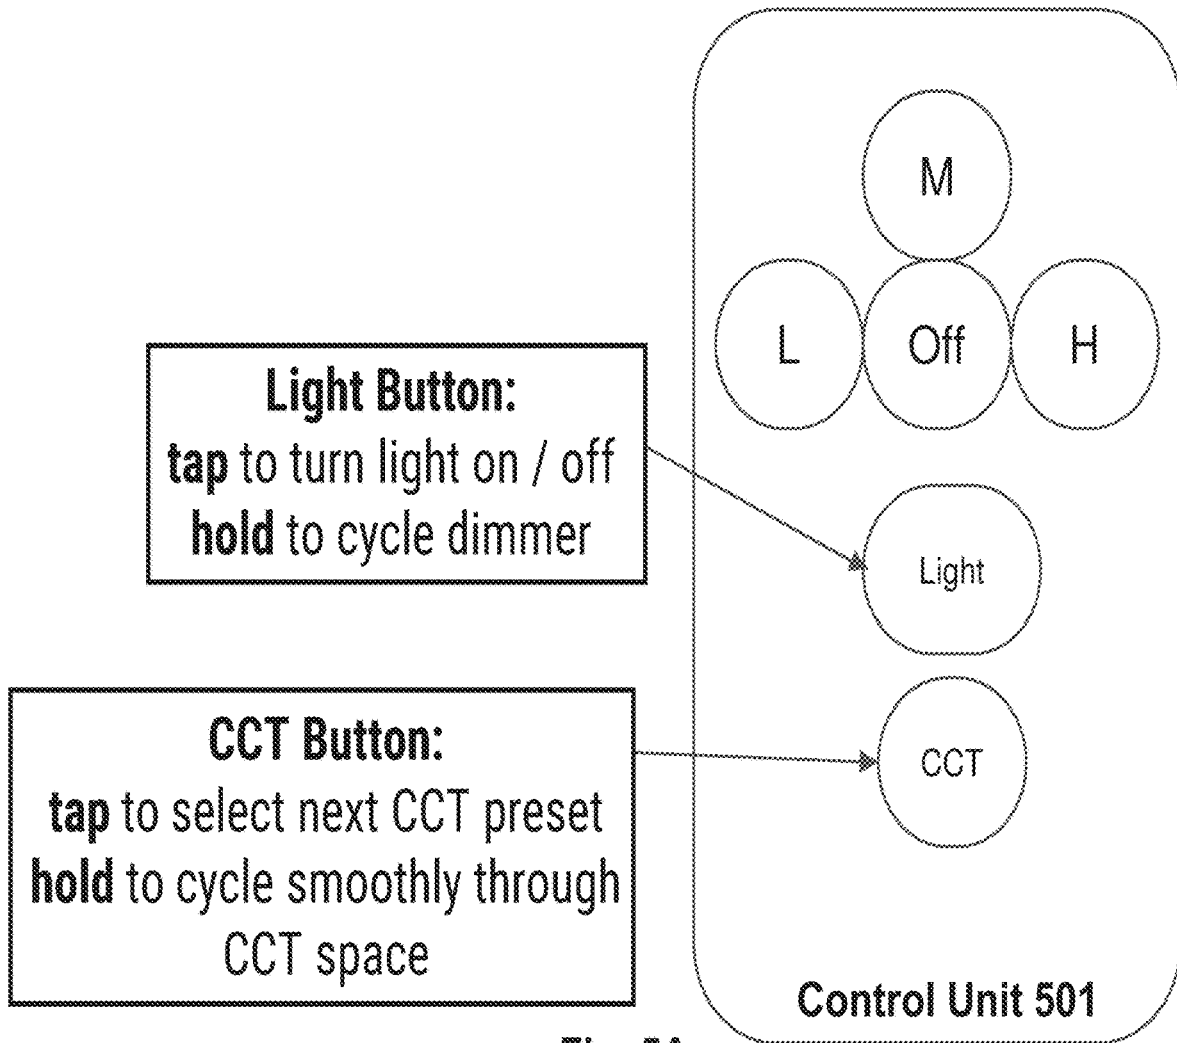 M
L
Off
H
Light Button:
tap to turn light on / off
hold to cycle dimmer
Light
CCT Button:
tap to select next CCT preset
hold to cycle smoothly through
CCT space
CCT
Control Unit 501